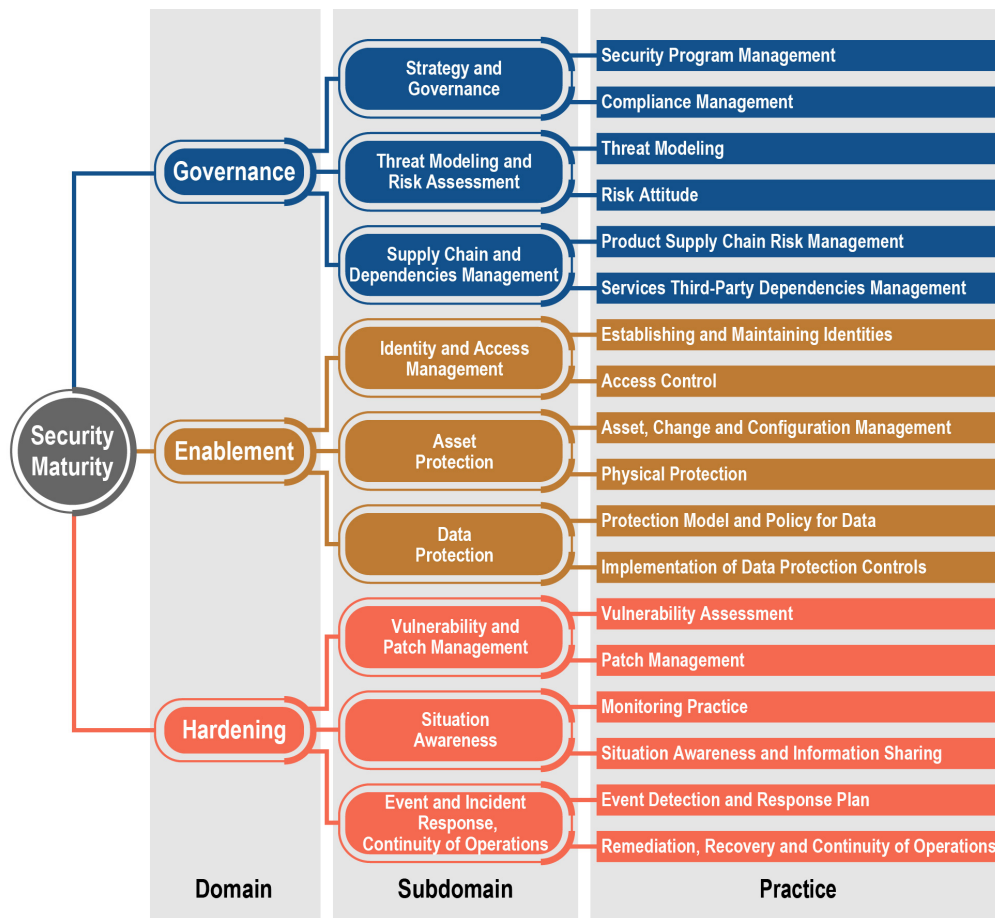 Security
Maturity
Governance
Strategy and
Governance
Security Program Management
Compliance Management
Threat Modeling and
Risk Assessment
Threat Modeling
Risk Attitude
Supply Chain and
Dependencies Management
Product Supply Chain Risk Management
Services Third-Party Dependencies Management
Enablement
Identity and Access
Management
Establishing and Maintaining Identities
Access Control
Asset
Protection
Asset, Change and Configuration Management
Physical Protection
Data
Protection
Protection Model and Policy for Data
Implementation of Data Protection Controls
Hardening
Vulnerability and
Patch Management
Vulnerability Assessment
Patch Management
Situation
Awareness
Monitoring Practice
Situation Awareness and Information Sharing
Event and Incident
Response,
Continuity of Operations
Event Detection and Response Plan
Remediation, Recovery and Continuity of Operations
Domain
Subdomain
Practice